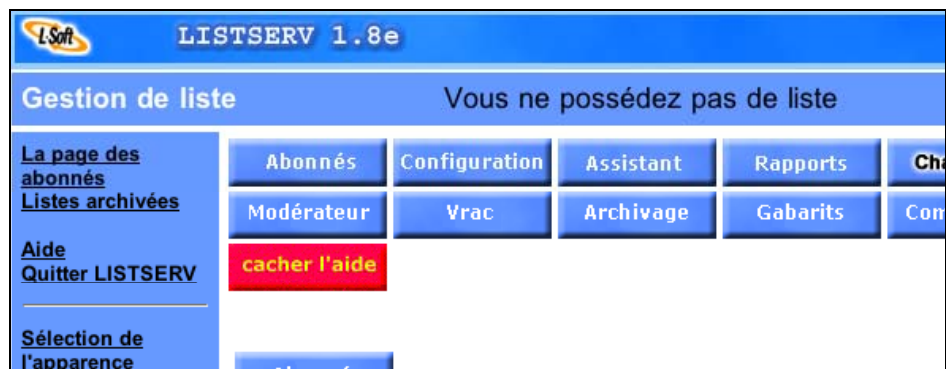 L-Soft
LISTSERV 1.8e
Gestion de liste
Vous ne possédez pas de liste
La page des
abonnés
Listes archivées
Aide
Quitter LISTSERV
Sélection de
l'apparence
Abonnés
Configuration
Assistant
Rapports
Modérateur
Vrac
Archivage
Gabarits
cacher l'aide